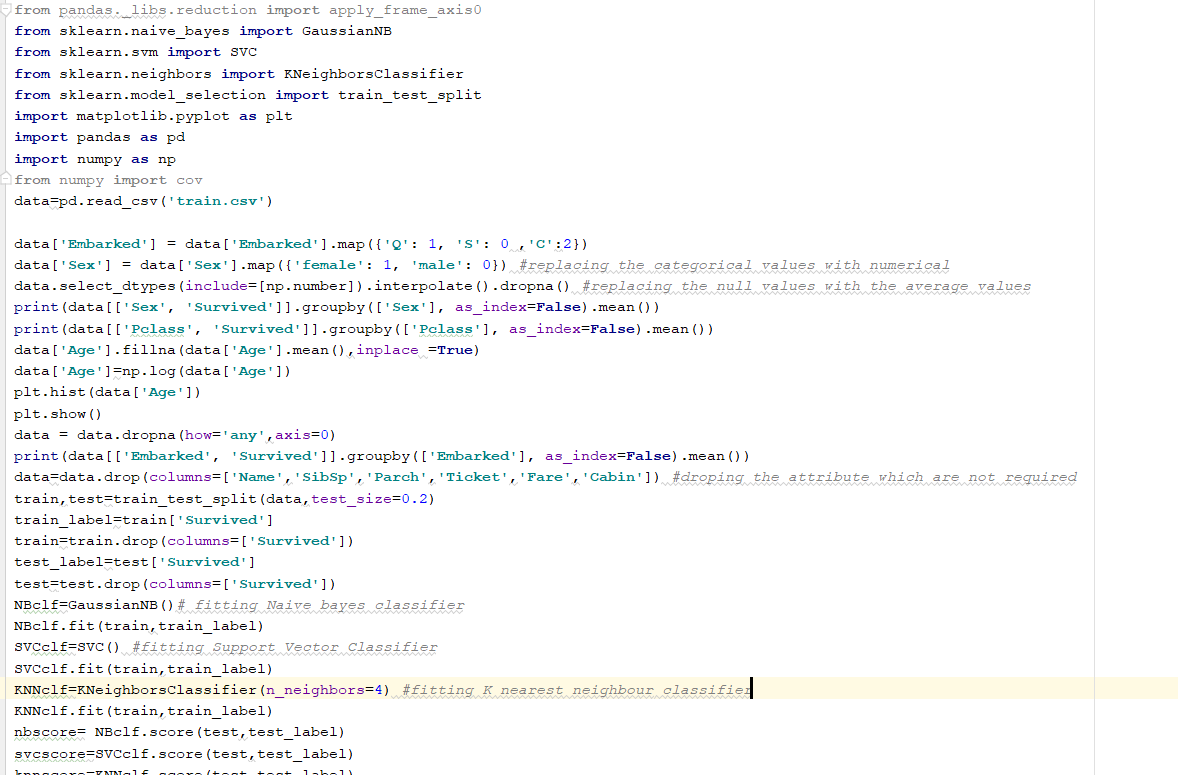 from pandas._libs.reduction import apply_frame_axis0
from sklearn.naive_bayes import GaussianNB
from sklearn.svm import SVC
from sklearn.neighbors import KNeighborsClassifier
from sklearn.model_selection import train_test_split
import matplotlib.pyplot as plt
import pandas as pd
import numpy as np
from numpy import cov
data=pd.read_csv('train.csv')

data['Embarked'] = data['Embarked'].map({'Q': 1, 'S': 0 ,'C':2})
data['Sex'] = data['Sex'].map({'female': 1, 'male': 0}) #replacing the categorical values with numerical
data.select_dtypes(include=[np.number]).interpolate().dropna() #replacing the null values with the average values
print(data[['Sex', 'Survived']].groupby(['Sex'], as_index=False).mean())
print(data[['Pclass', 'Survived']].groupby(['Pclass'], as_index=False).mean())
data['Age'].fillna(data['Age'].mean(),inplace =True)
data['Age']=np.log(data['Age'])
plt.hist(data['Age'])
plt.show()
data = data.dropna(how='any',axis=0)
print(data[['Embarked', 'Survived']].groupby(['Embarked'], as_index=False).mean())
data=data.drop(columns=['Name','SibSp','Parch','Ticket','Fare','Cabin']) #droping the attribute which are not required
train,test=train_test_split(data,test_size=0.2)
train_label=train['Survived']
train=train.drop(columns=['Survived'])
test_label=test['Survived']
test=test.drop(columns=['Survived'])
NBclf=GaussianNB()# fitting Naive bayes classifier
NBclf.fit(train,train_label)
SVCclf=SVC() #fitting Support Vector Classifier
SVCclf.fit(train,train_label)
KNNclf=KNeighborsClassifier(n_neighbors=4) #fitting K nearest neighbour classifier
KNNclf.fit(train,train_label)
nbscore= NBclf.score(test,test_label)
svcscore=SVCclf.score(test,test_label)
knnscore=KNNclf.score(test,test_label)